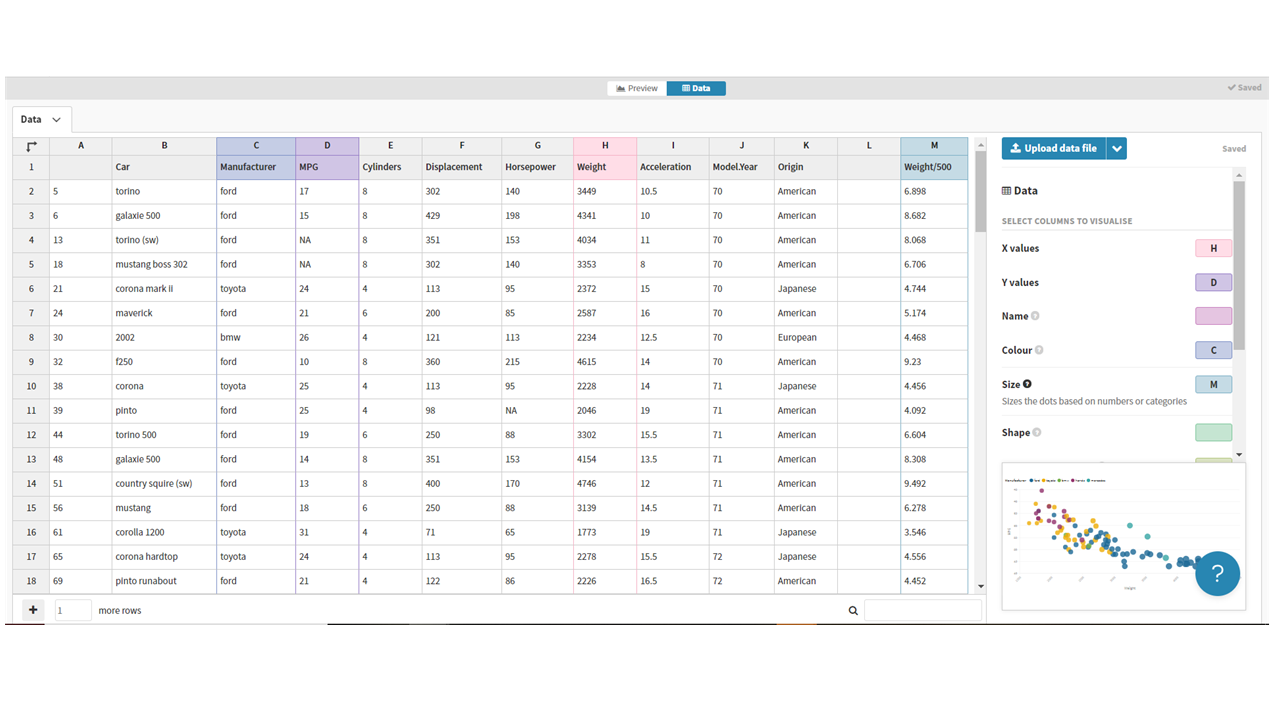 Preview Data Saved
Data
A B C D E F G H I J K L M
1 Car Manufacturer MPG Cylinders Displacement Horsepower Weight Acceleration Model.Year Origin Weight/500
2 5 torino ford 17 8 302 140 3449 10.5 70 American 6.898
3 6 galaxie 500 ford 15 8 429 198 4341 10 70 American 8.682
4 13 torino (sw) ford NA 8 351 153 4034 11 70 American 8.068
5 18 mustang boss 302 ford NA 8 302 140 3353 8 70 American 6.706
6 21 corona mark ii toyota 24 4 113 95 2372 15 70 Japanese 4.744
7 24 maverick ford 21 6 200 85 2587 16 70 American 5.174
8 30 2002 bmw 26 4 121 113 2234 12.5 70 European 4.468
9 32 f250 ford 10 8 360 215 4615 14 70 American 9.23
10 38 corona toyota 25 4 113 95 2228 14 71 Japanese 4.456
11 39 pinto ford 25 4 98 NA 2046 19 71 American 4.092
12 44 torino 500 ford 19 6 250 88 3302 15.5 71 American 6.604
13 48 galaxie 500 ford 14 8 351 153 4154 13.5 71 American 8.308
14 51 country squire (sw) ford 13 8 400 170 4746 12 71 American 9.492
15 56 mustang ford 18 6 250 88 3139 14.5 71 American 6.278
16 61 corolla 1200 toyota 31 4 71 65 1773 19 71 Japanese 3.546
17 65 corona hardtop toyota 24 4 113 95 2278 15.5 72 Japanese 4.556
18 69 pinto runabout ford 21 4 122 86 2226 16.5 72 American 4.452
+ 1 more rows
Upload data file Saved
Data
SELECT COLUMNS TO VISUALISE
X values H
Y values D
Name ?
Colour ? C
Size ? M
Sizes the dots based on numbers or categories
Shape ?
Manufacturer
Weight
?